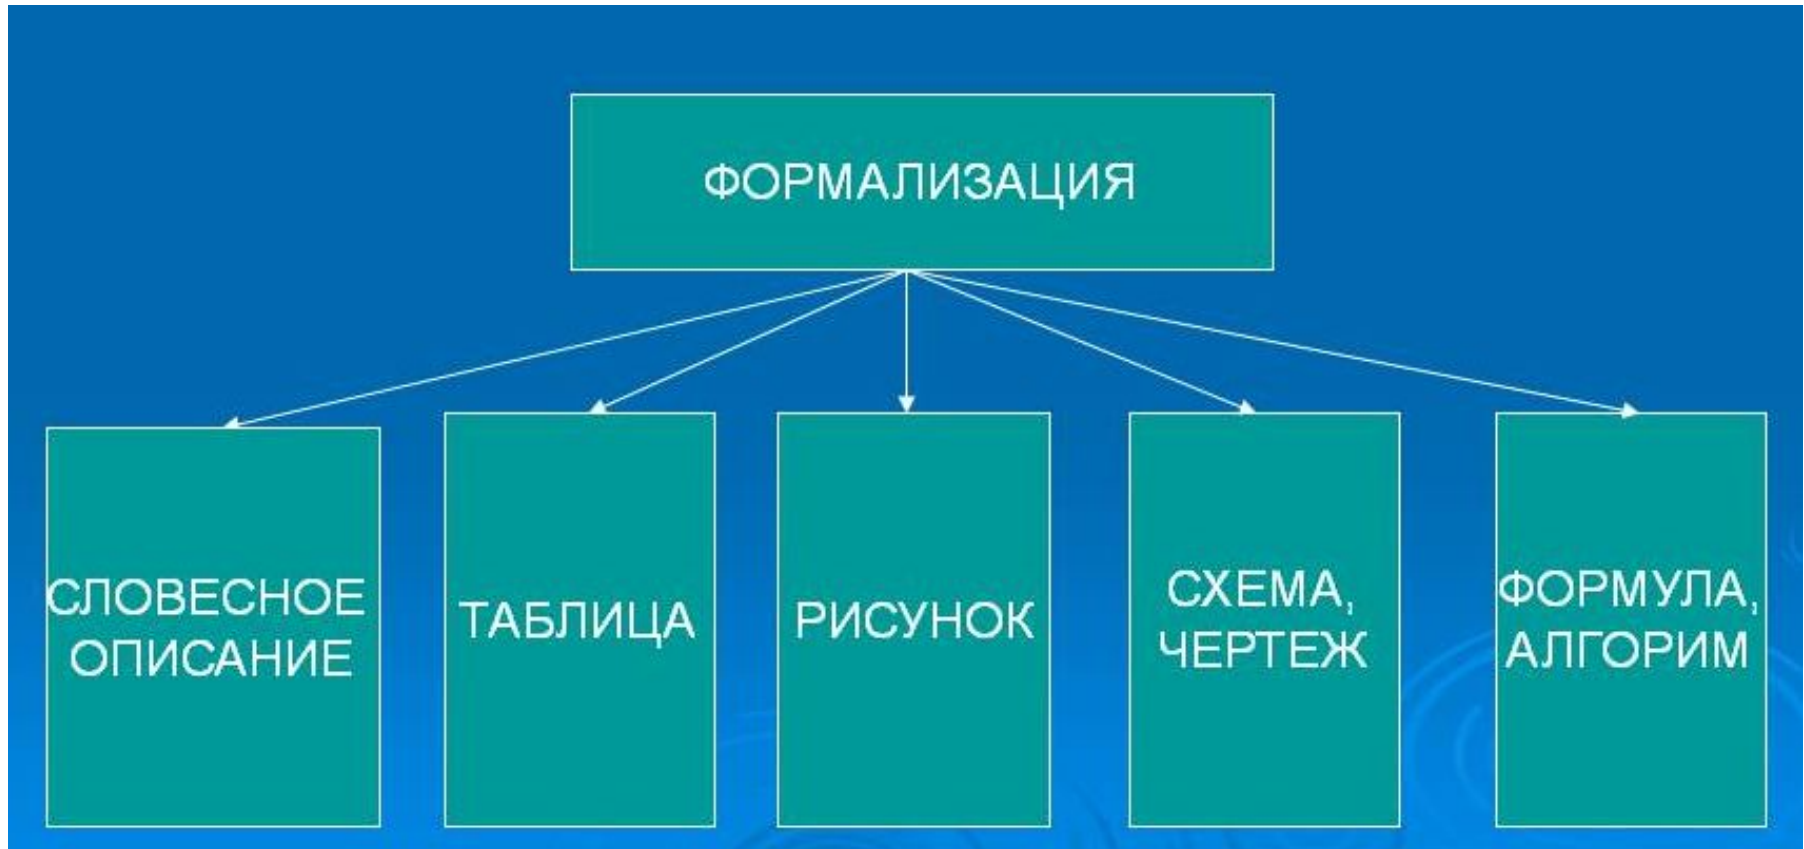 ФОРМАЛИЗАЦИЯ
СЛОВЕСНОЕ
ОПИСАНИЕ
ТАБЛИЦА
РИСУНОК
СХЕМА,
ЧЕРТЕЖ
ФОРМУЛА,
АЛГОРИМ